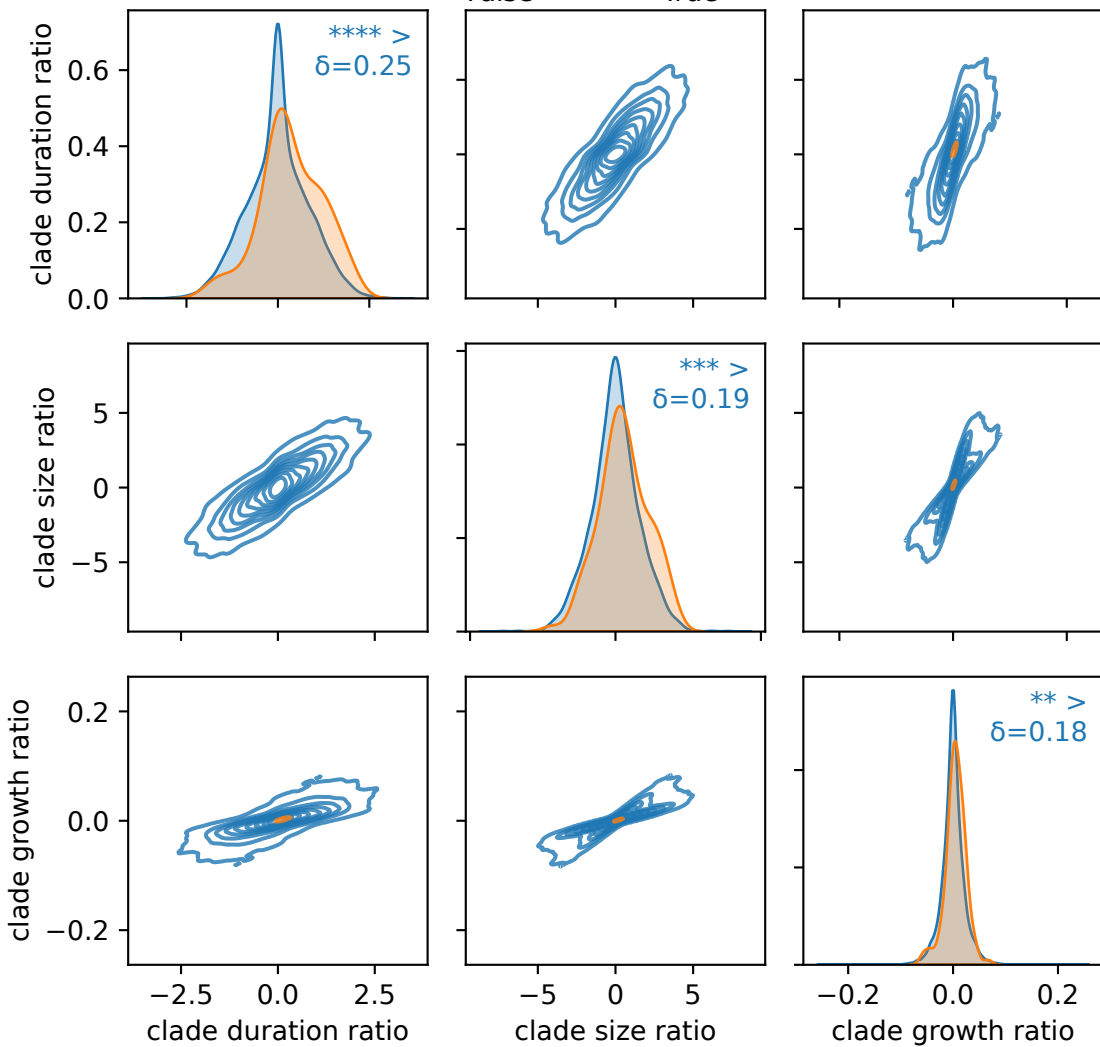 clade duration ratio
0.6
0.4
0.2
0.0
**** >
δ=0.25
clade size ratio
5
0
−5
*** >
δ=0.19
clade growth ratio
0.2
0.0
−0.2
** >
δ=0.18
−2.5 0.0 2.5
−5 0 5
−0.2 0.0 0.2
clade duration ratio
clade size ratio
clade growth ratio